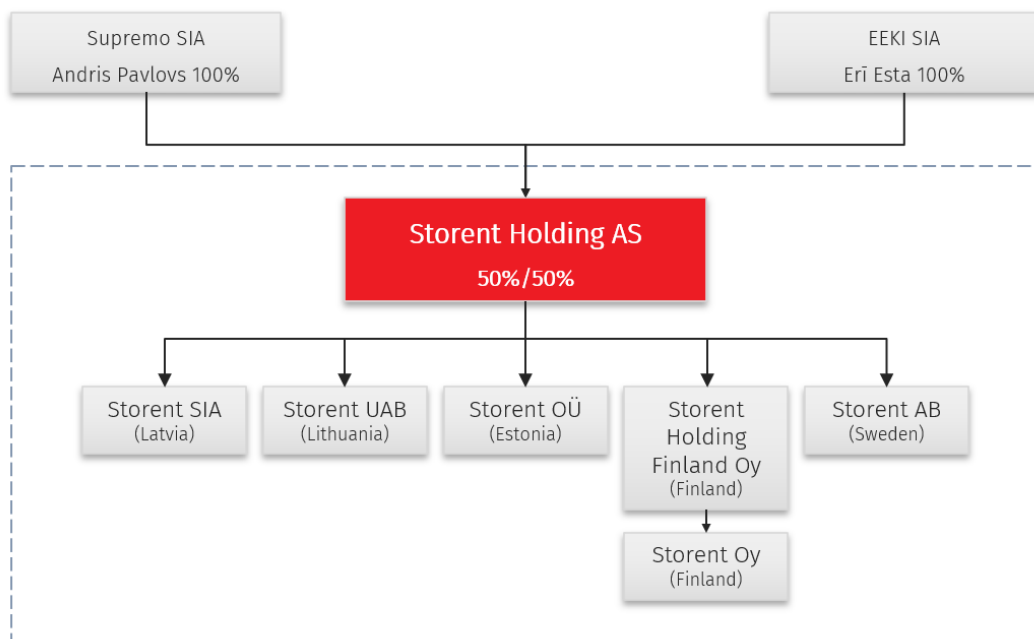 Supremo SIA
Andris Pavlovs 100%
EEKI SIA
Erī Esta 100%
Storent Holding AS
50%/50%
Storent SIA
(Latvia)
Storent UAB
(Lithuania)
Storent OÜ
(Estonia)
Storent
Holding
Finland Oy
(Finland)
Storent AB
(Sweden)
Storent Oy
(Finland)